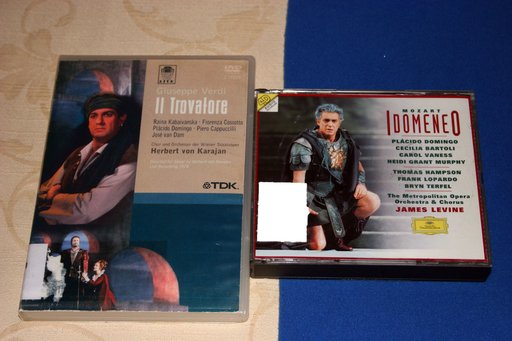 DVD
Giuseppe Verdi
Il Trovatore
Raina Kabaivanska · Fiorenza Cossotto
Plácido Domingo · Piero Cappuccilli
José van Dam
Chor und Orchester der Wiener Staatsoper
Herbert von Karajan
TDK
MOZART
IDOMENEO
PLÁCIDO DOMINGO
CECILIA BARTOLI
CAROL VANESS
HEIDI GRANT MURPHY
THOMAS HAMPSON
FRANK LOPARDO
BRYN TERFEL
The Metropolitan Opera
Orchestra & Chorus
JAMES LEVINE